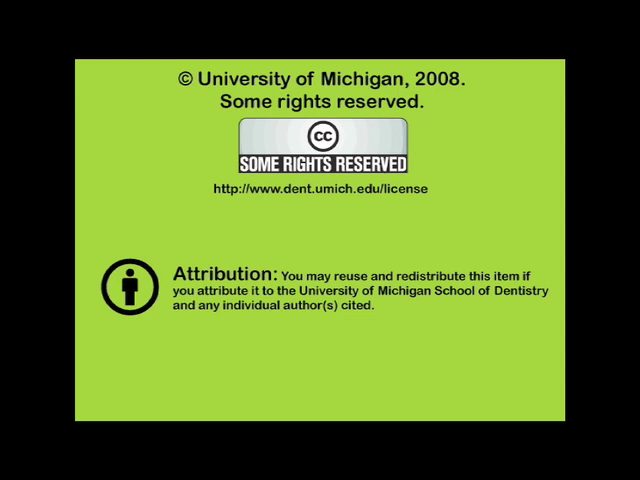 © University of Michigan, 2008.
Some rights reserved.
cc
SOME RIGHTS RESERVED
http://www.dent.umich.edu/license
Attribution: You may reuse and redistribute this item if
you attribute it to the University of Michigan School of Dentistry
and any individual author(s) cited.